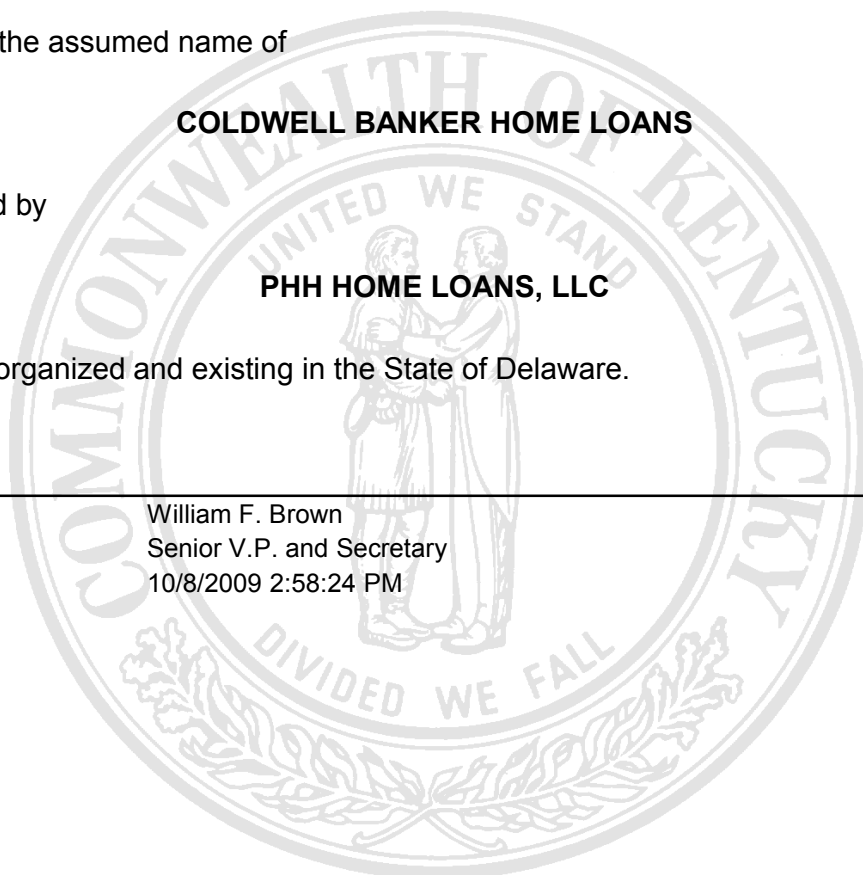 the assumed name of
COLDWELL BANKER HOME LOANS
d by
PHH HOME LOANS, LLC
organized and existing in the State of Delaware.
William F. Brown
Senior V.P. and Secretary
10/8/2009 2:58:24 PM
COMMONWEALTH OF KENTUCKY
UNITED WE STAND
DIVIDED WE FALL